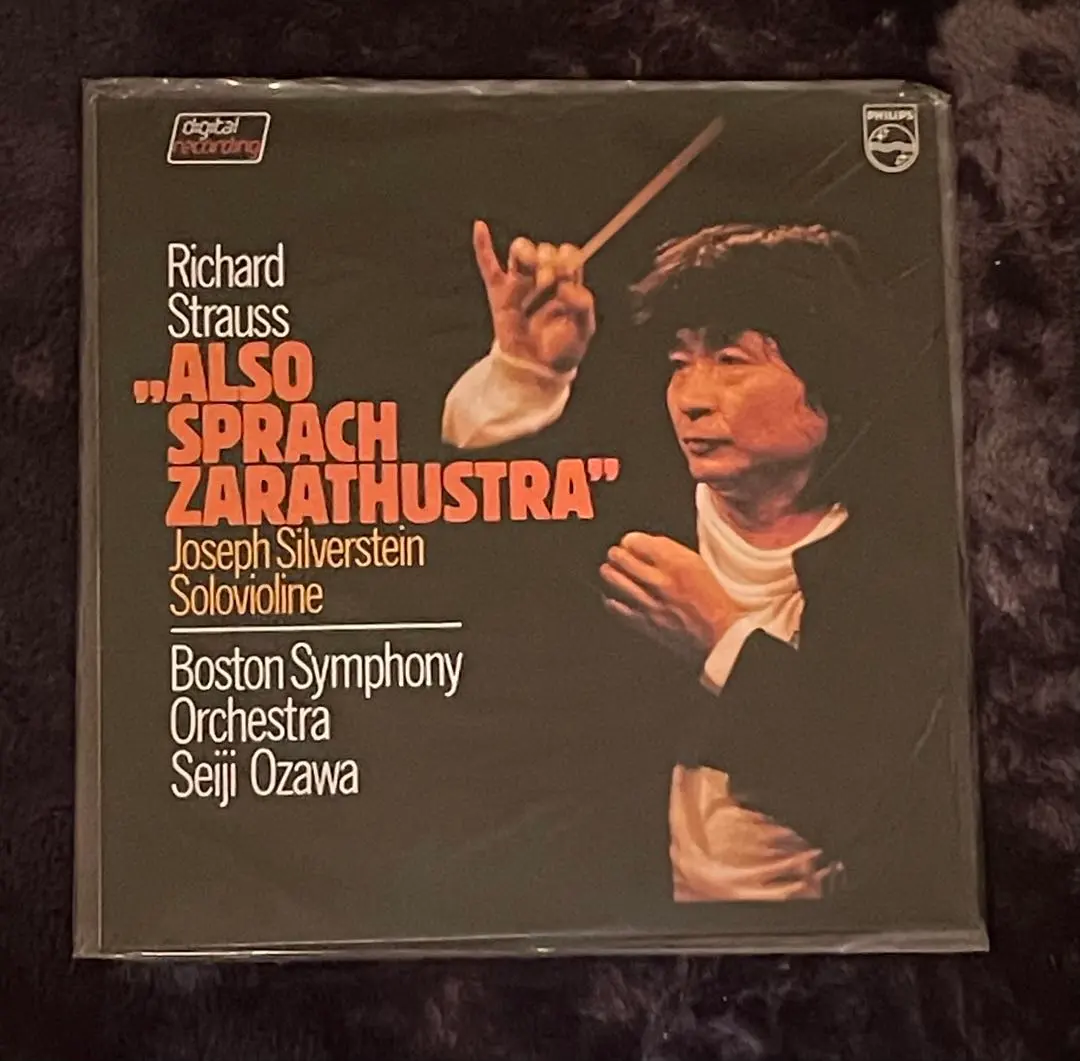 digital
recording
PHILIPS
Richard
Strauss
„ALSO
SPRACH
ZARATHUSTRA”
Joseph Silverstein
Solovioline
Boston Symphony
Orchestra
Seiji Ozawa